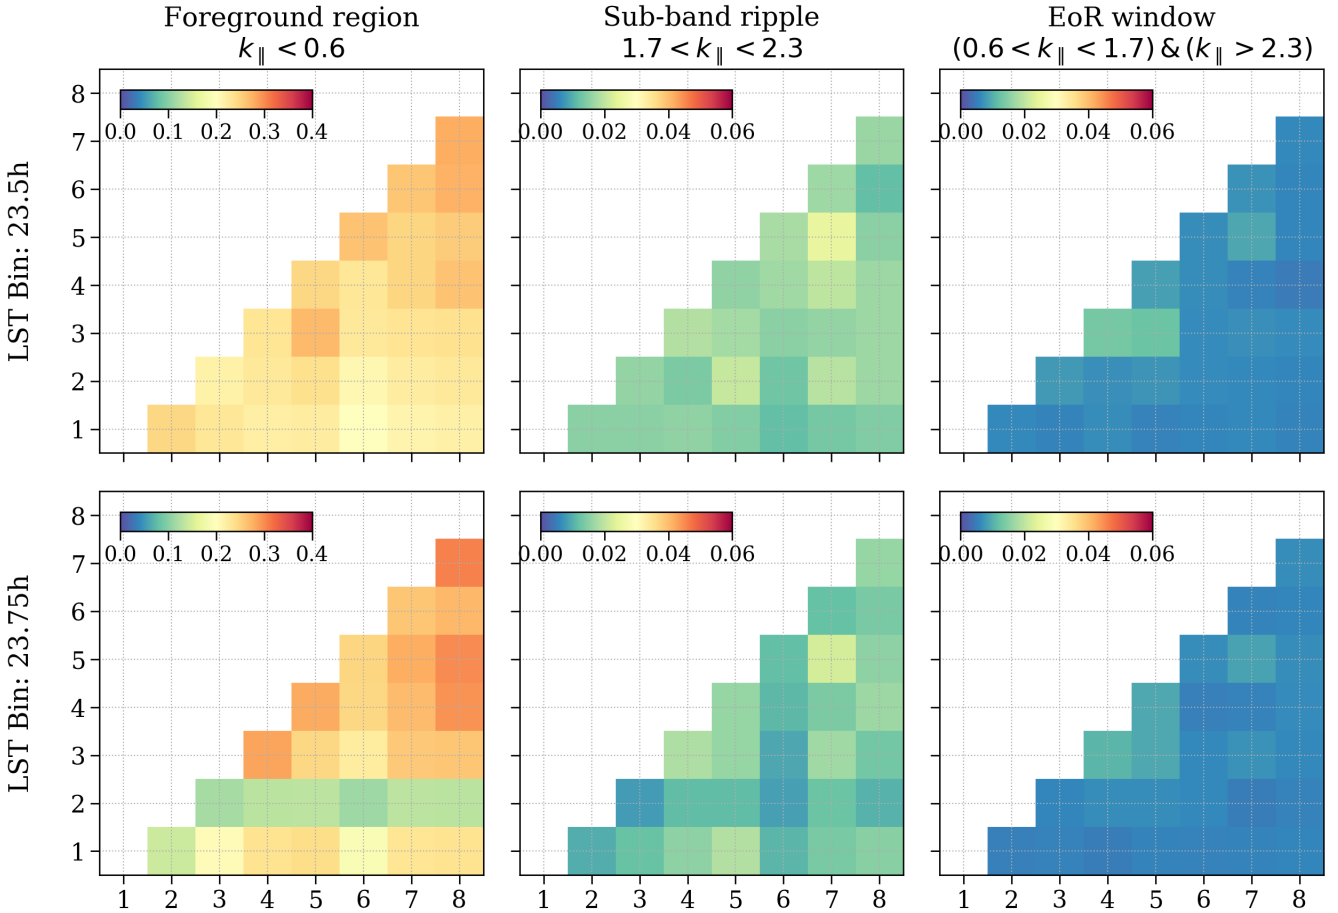 Foreground region
k∥ < 0.6
Sub-band ripple
1.7 < k∥ < 2.3
EoR window
(0.6 < k∥ < 1.7) & (k∥ > 2.3)
LST Bin: 23.5h
8
7
6
5
4
3
2
1
0.0 0.1 0.2 0.3 0.4
0.00 0.02 0.04 0.06
0.00 0.02 0.04 0.06
LST Bin: 23.75h
8
7
6
5
4
3
2
1
0.0 0.1 0.2 0.3 0.4
0.00 0.02 0.04 0.06
0.00 0.02 0.04 0.06
1 2 3 4 5 6 7 8
1 2 3 4 5 6 7 8
1 2 3 4 5 6 7 8